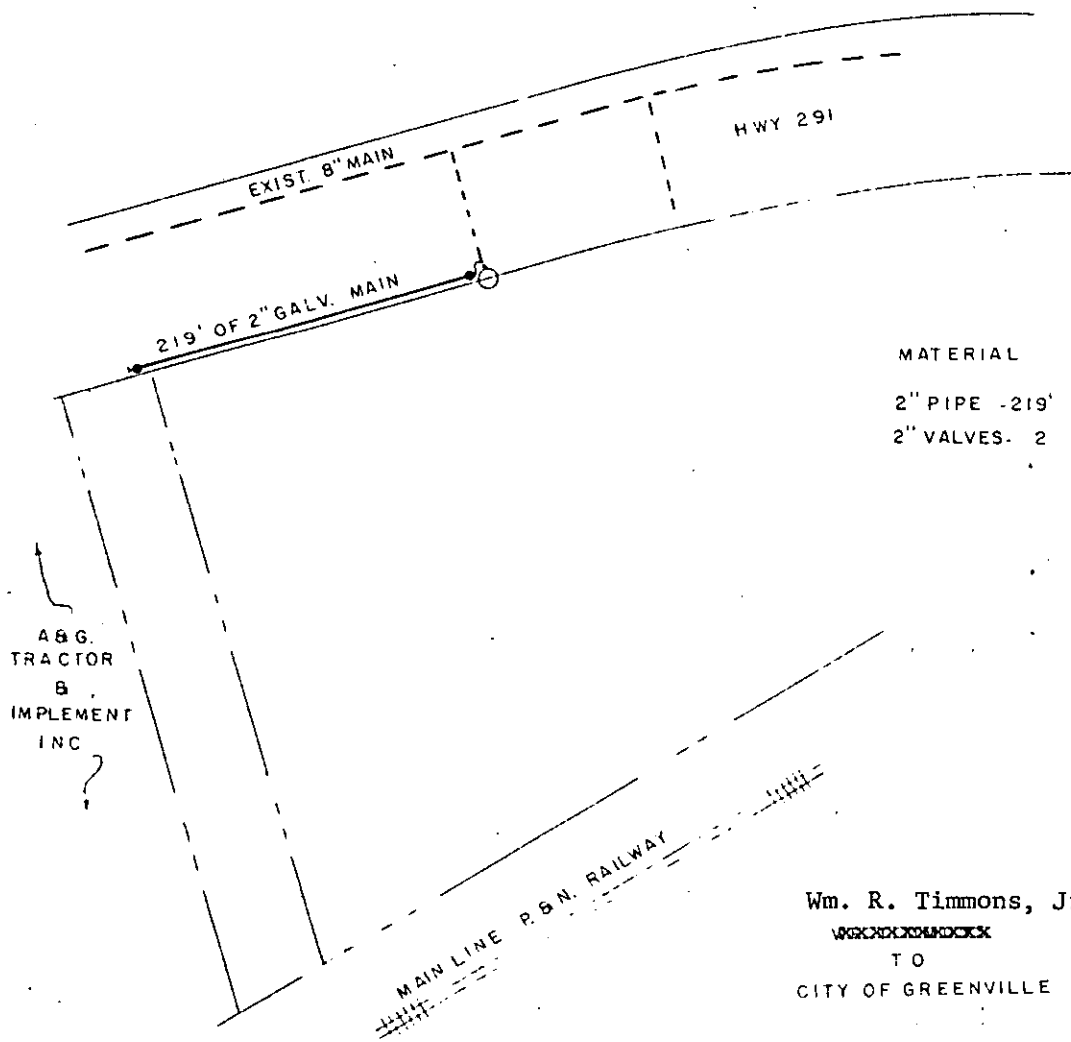 EXIST. 8" MAIN
HWY 291
219' OF 2" GALV. MAIN
MATERIAL
2" PIPE - 219'
2" VALVES - 2
A & G.
TRACTOR
&
IMPLEMENT
INC
MAIN LINE P. & N. RAILWAY
Wm. R. Timmons, J
TO
CITY OF GREENVILLE